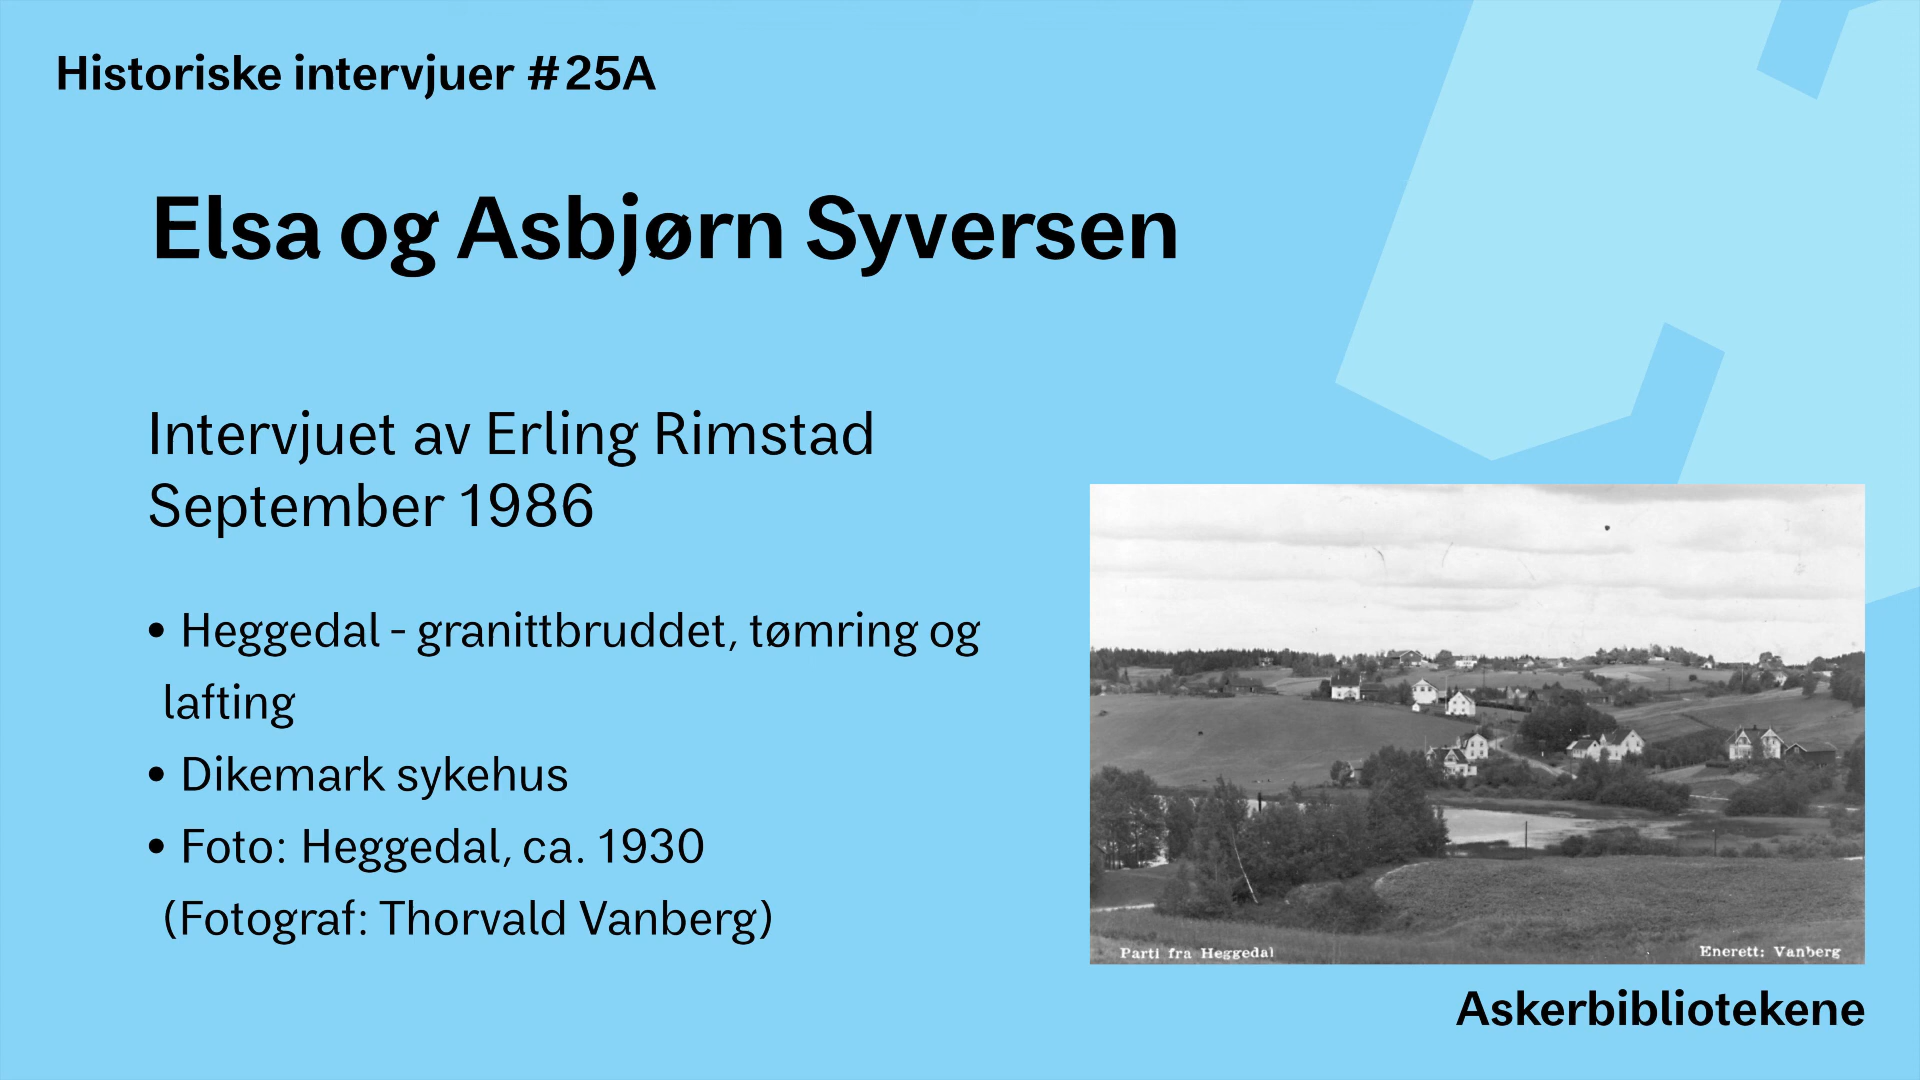 Historiske intervjuer #25A
Elsa og Asbjørn Syversen
Intervjuet av Erling Rimstad
September 1986
• Heggedal - granittbruddet, tømring og
lafting
• Dikemark sykehus
• Foto: Heggedal, ca. 1930
(Fotograf: Thorvald Vanberg)
Parti fra Heggedal
Enerett: Vanberg
Askerbibliotekene